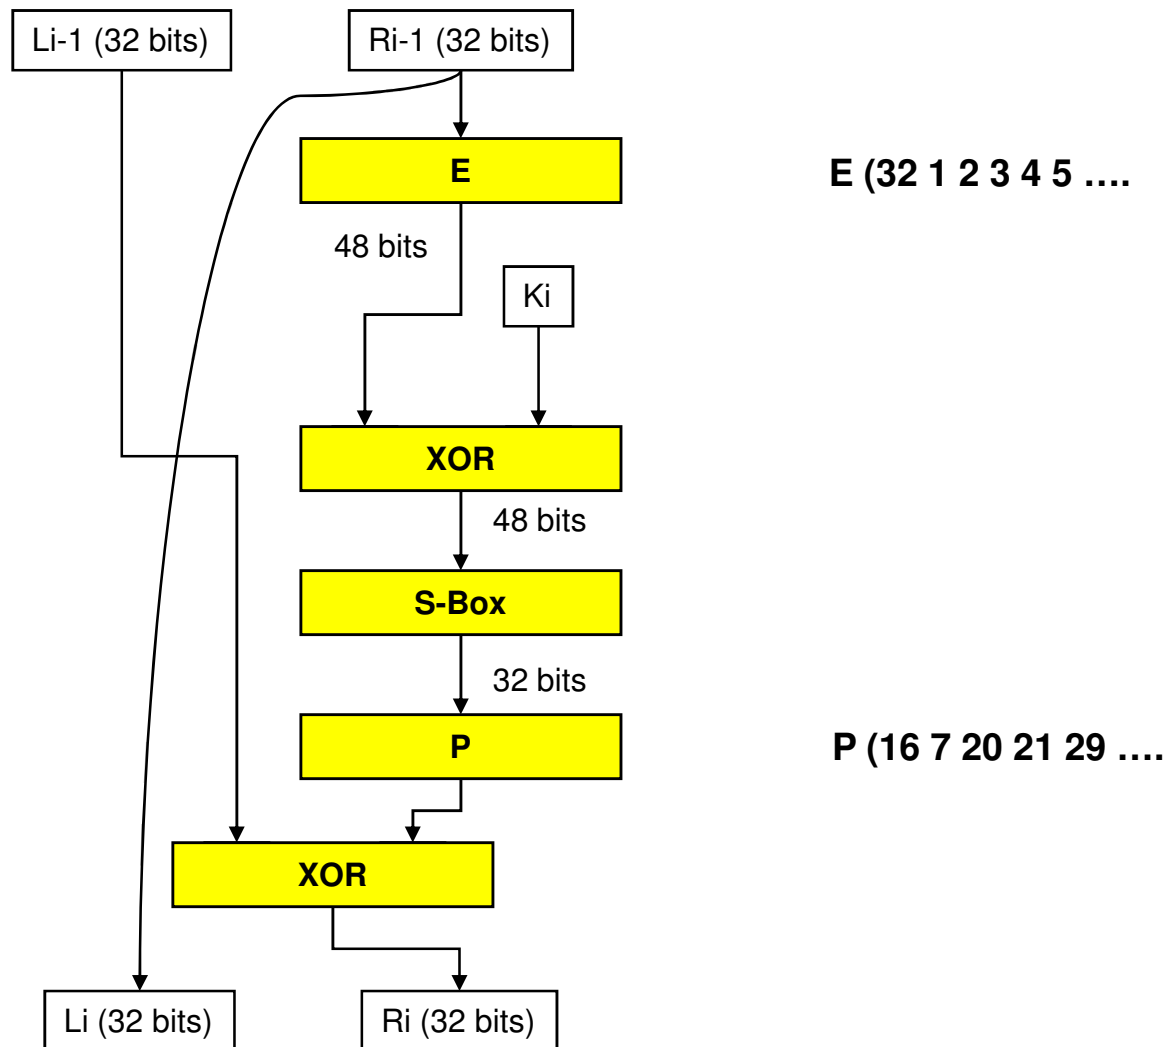 Li-1 (32 bits)
Ri-1 (32 bits)
E
E (32 1 2 3 4 5 ....
48 bits
Ki
XOR
48 bits
S-Box
32 bits
P
P (16 7 20 21 29 ....
XOR
Li (32 bits)
Ri (32 bits)